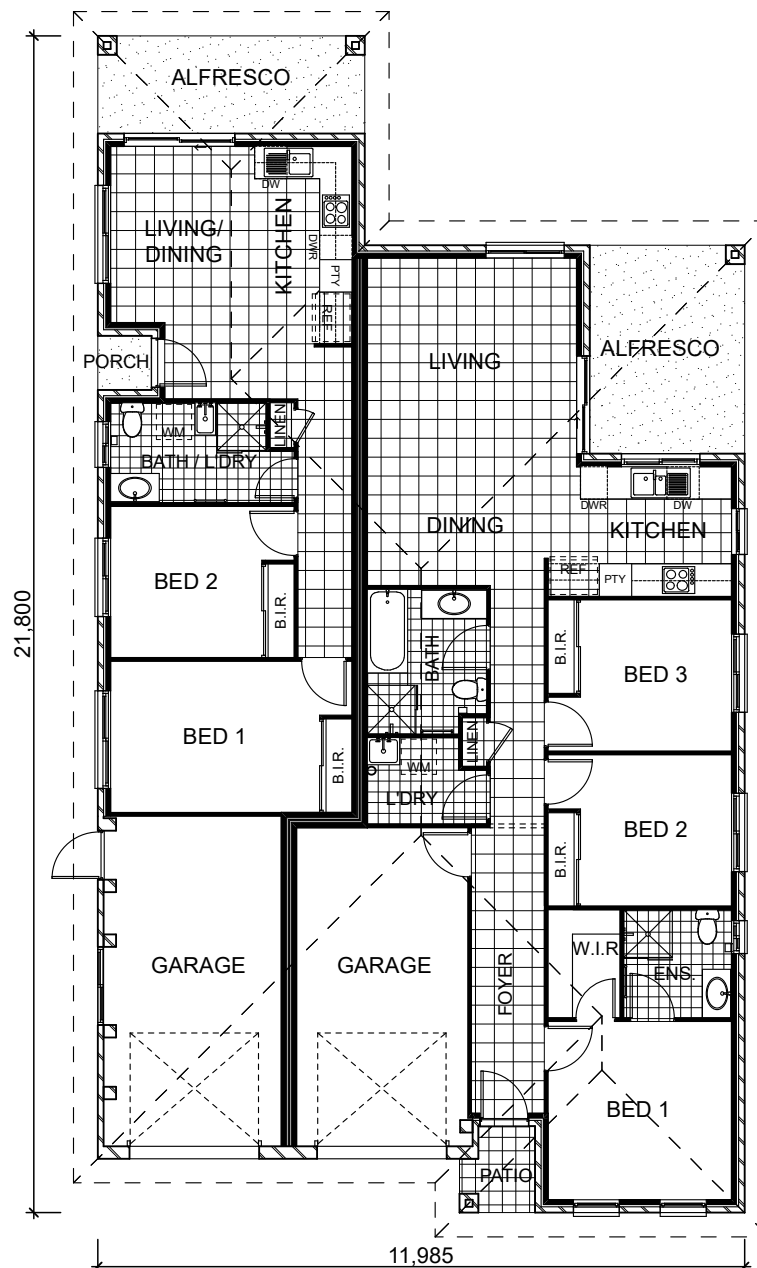 ALFRESCO
DW
LIVING/
DINING
KITCHEN
DWR
PTY
REF
PORCH
LIVING
ALFRESCO
LINEN
WM
BATH / L'DRY
DINING
DWR
DW
KITCHEN
REF
PTY
BED 2
B.I.R.
BATH
B.I.R.
BED 3
21,800
BED 1
B.I.R.
LINEN
WM
L'DRY
BED 2
B.I.R.
GARAGE
GARAGE
FOYER
W.I.R
ENS.
BED 1
PATIO
11,985